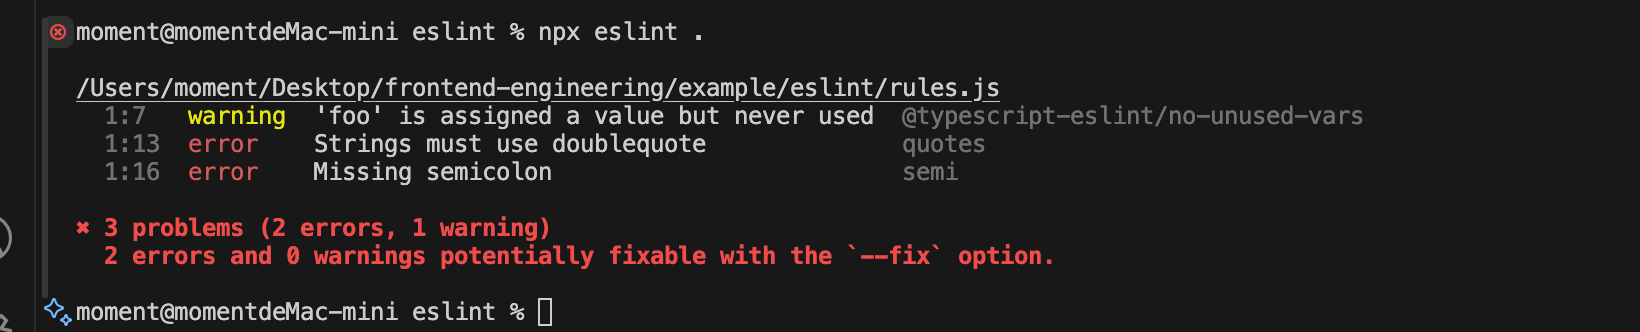 moment@momentdeMac-mini eslint % npx eslint .
/Users/moment/Desktop/frontend-engineering/example/eslint/rules.js
1:7 warning 'foo' is assigned a value but never used @typescript-eslint/no-unused-vars
1:13 error Strings must use doublequote quotes
1:16 error Missing semicolon semi
✖ 3 problems (2 errors, 1 warning)
2 errors and 0 warnings potentially fixable with the `--fix` option.
moment@momentdeMac-mini eslint %